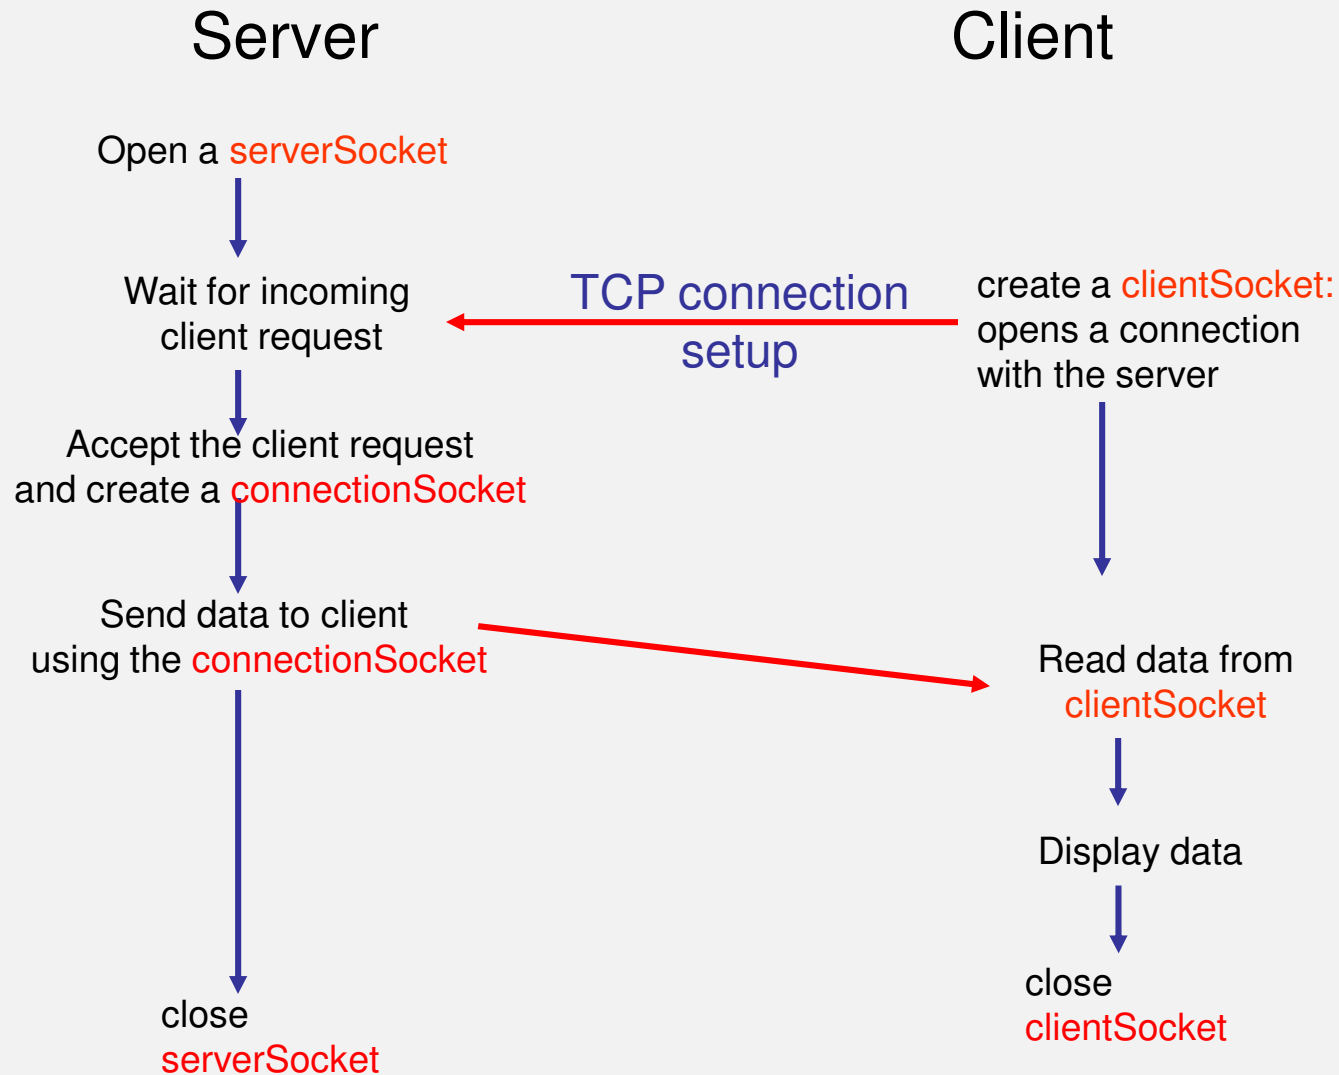 Server
Client
Open a serverSocket
Wait for incoming
client request
TCP connection
setup
create a clientSocket:
opens a connection
with the server
Accept the client request
and create a connectionSocket
Send data to client
using the connectionSocket
Read data from
clientSocket
Display data
close
serverSocket
close
clientSocket